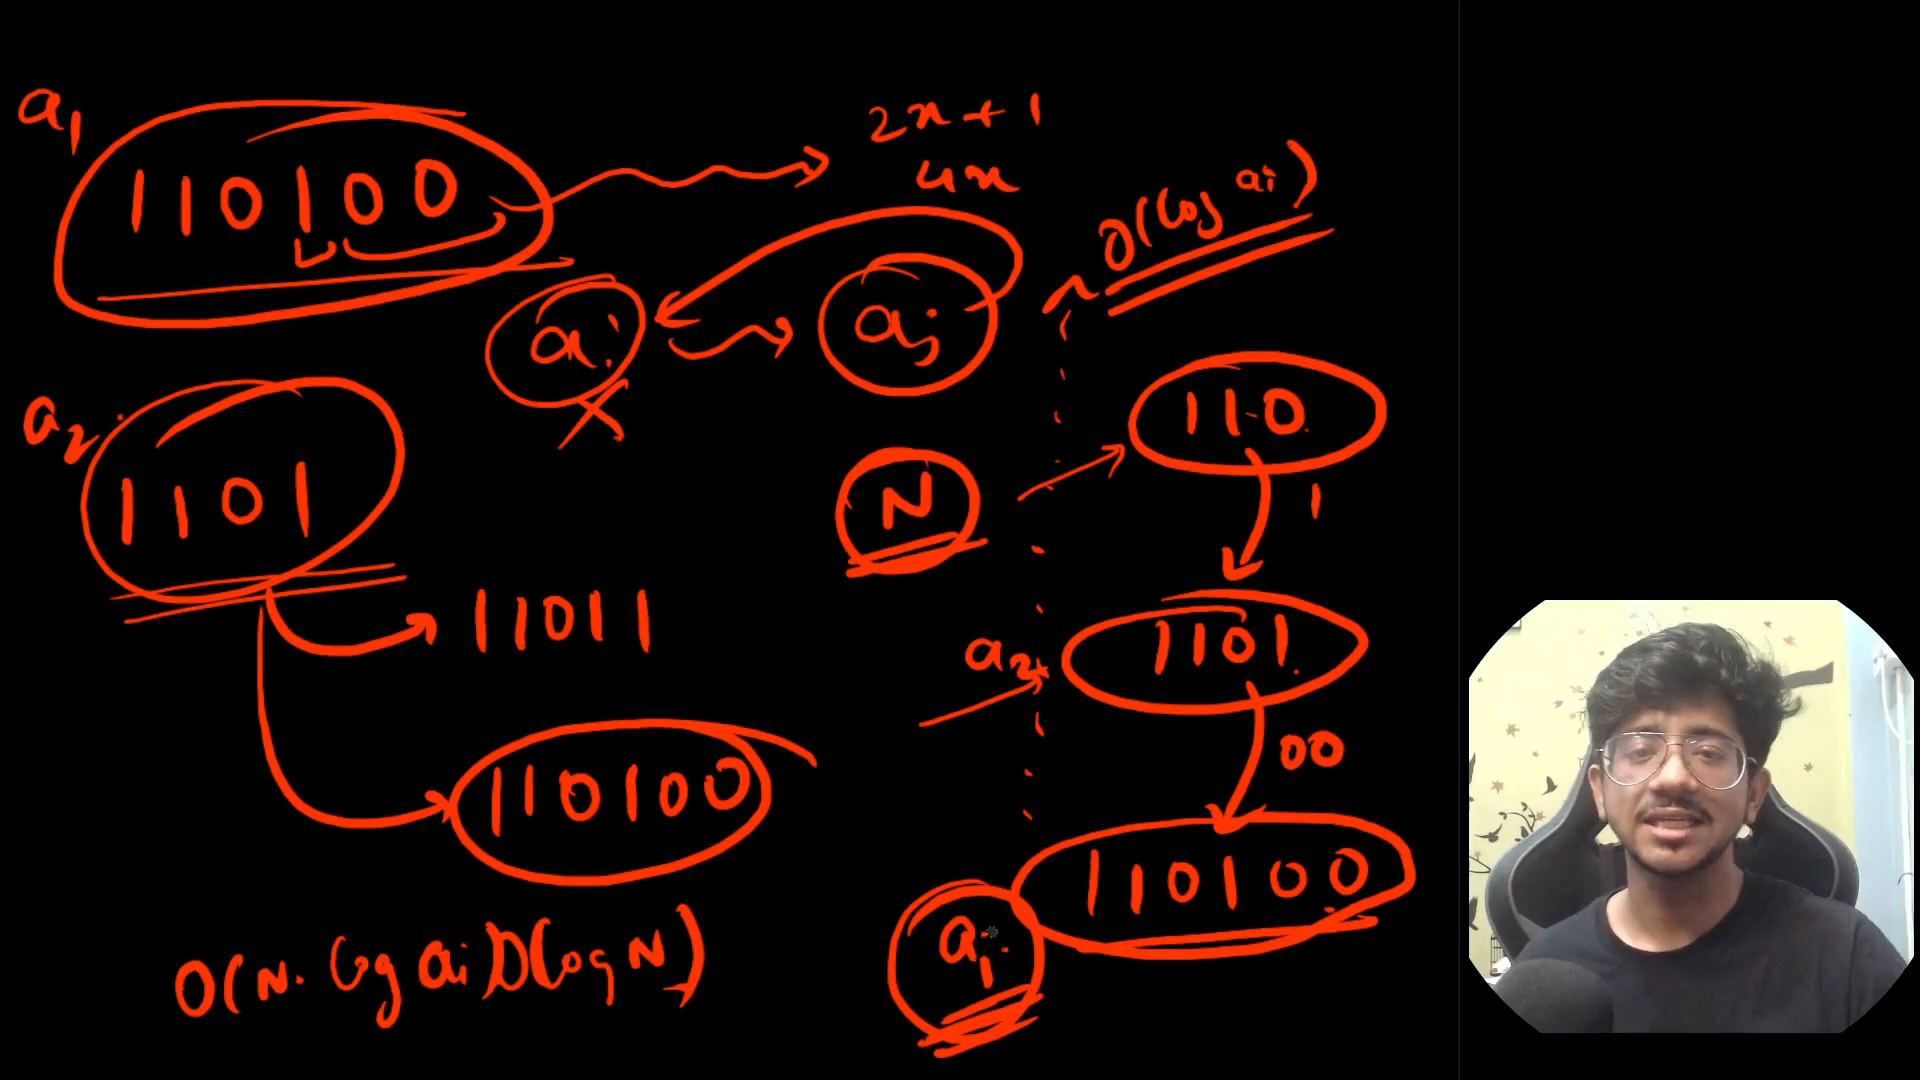 a1
110100
2x+1
4x
O(log ai)
ai
aj
a2
1101
110
N
1
11011
a2
1101
00
110100
110100
a1
O(N. log ai) O(log N)